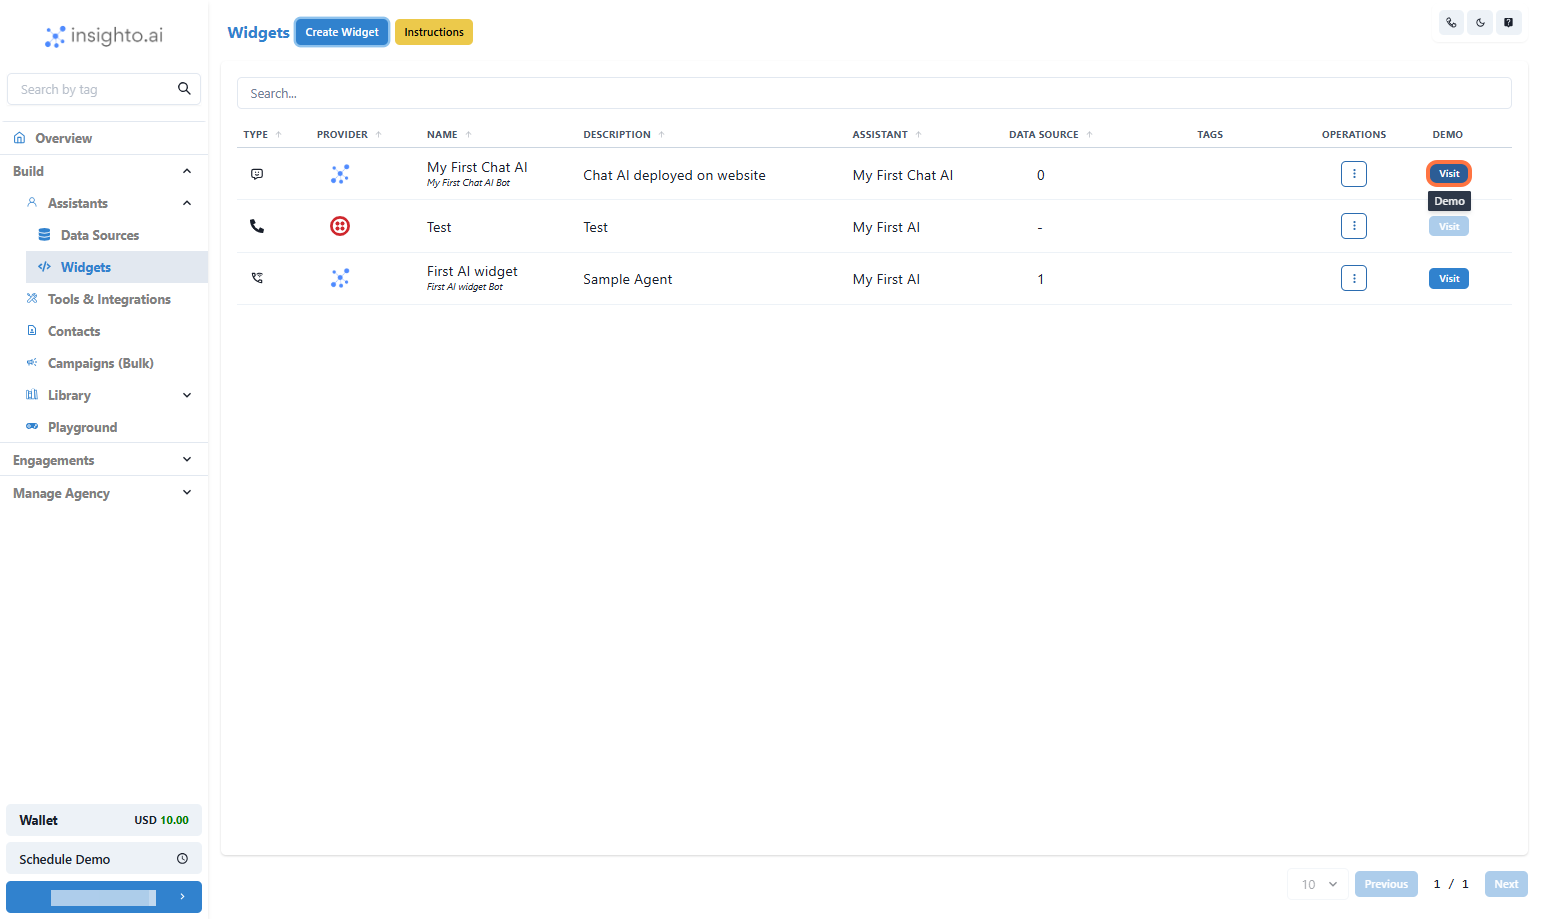 insighto.ai
Search by tag
Overview
Build
Assistants
Data Sources
Widgets
Tools & Integrations
Contacts
Campaigns (Bulk)
Library
Playground
Engagements
Manage Agency
Wallet USD 10.00
Schedule Demo
Widgets Create Widget Instructions
Search...
TYPE PROVIDER NAME DESCRIPTION ASSISTANT DATA SOURCE TAGS OPERATIONS DEMO
My First Chat AI Chat AI deployed on website My First Chat AI 0 Visit
My First Chat AI Bot
Demo
Test Test My First AI - Visit
First AI widget Sample Agent My First AI 1 Visit
First AI widget Bot
10 Previous 1 / 1 Next